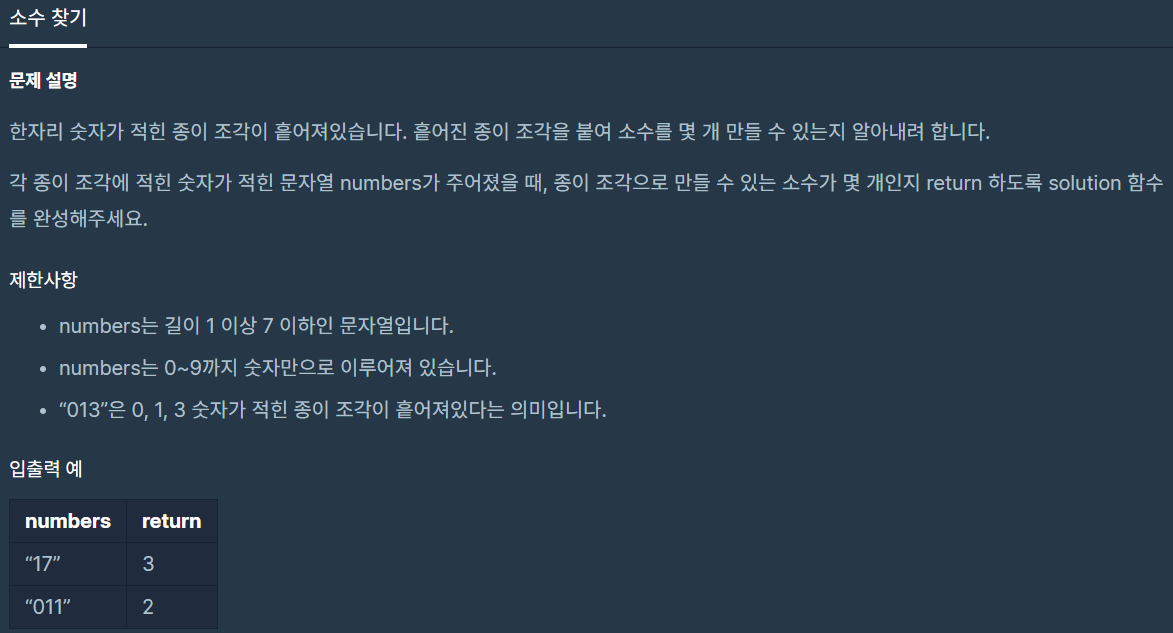 소수 찾기
문제 설명
한자리 숫자가 적힌 종이 조각이 흩어져있습니다. 흩어진 종이 조각을 붙여 소수를 몇 개 만들 수 있는지 알아내려 합니다.
각 종이 조각에 적힌 숫자가 적힌 문자열 numbers가 주어졌을 때, 종이 조각으로 만들 수 있는 소수가 몇 개인지 return 하도록 solution 함수
를 완성해주세요.
제한사항
• numbers는 길이 1 이상 7 이하인 문자열입니다.
• numbers는 0~9까지 숫자만으로 이루어져 있습니다.
• “013”은 0, 1, 3 숫자가 적힌 종이 조각이 흩어져있다는 의미입니다.
입출력 예
numbers return
“17” 3
“011” 2